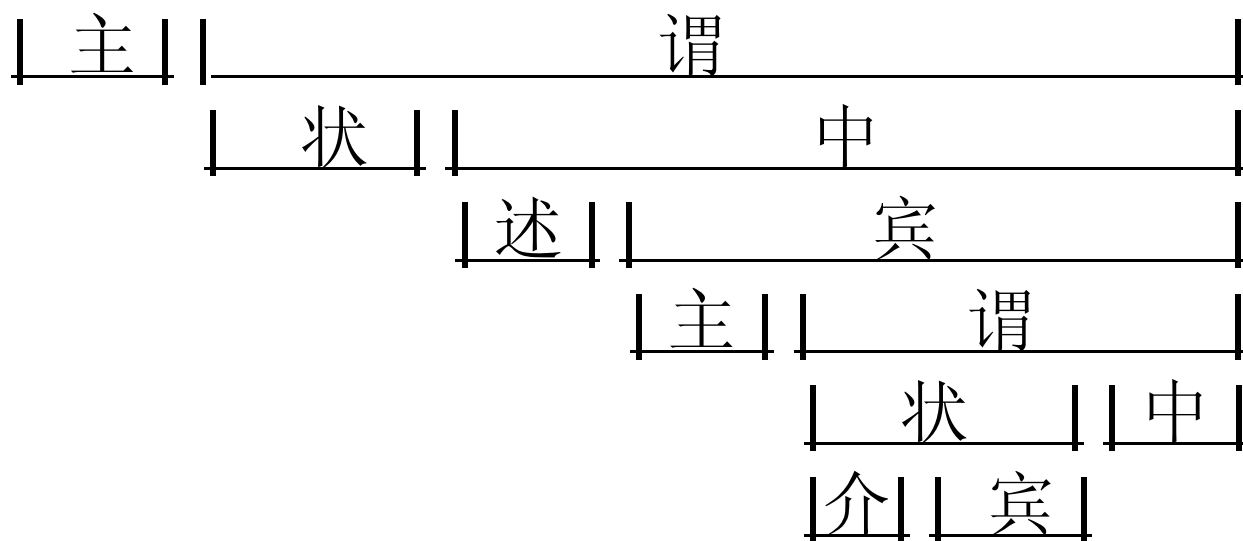 主 谓
状 中
述 宾
主 谓
状 中
介 宾